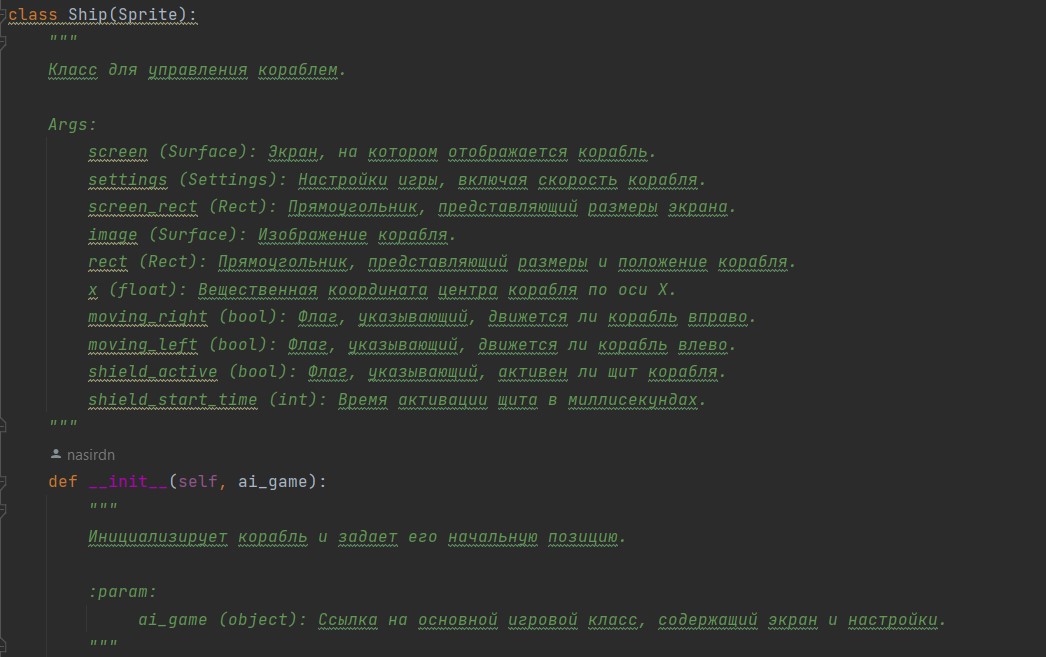 class Ship(Sprite):
"""
Класс для управления кораблем.
Args:
screen (Surface): Экран, на котором отображается корабль.
settings (Settings): Настройки игры, включая скорость корабля.
screen_rect (Rect): Прямоугольник, представляющий размеры экрана.
image (Surface): Изображение корабля.
rect (Rect): Прямоугольник, представляющий размеры и положение корабля.
x (float): Вещественная координата центра корабля по оси X.
moving_right (bool): Флаг, указывающий, движется ли корабль вправо.
moving_left (bool): Флаг, указывающий, движется ли корабль влево.
shield_active (bool): Флаг, указывающий, активен ли щит корабля.
shield_start_time (int): Время активации щита в миллисекундах.
"""
nasirdn
def __init__(self, ai_game):
"""
Инициализирует корабль и задает его начальную позицию.
:param:
ai_game (object): Ссылка на основной игровой класс, содержащий экран и настройки.
"""